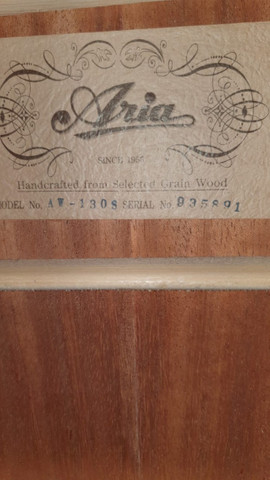 Aria
SINCE 1956
Handcrafted from Selected Grain Wood
MODEL No. AW-130S SERIAL No 935891